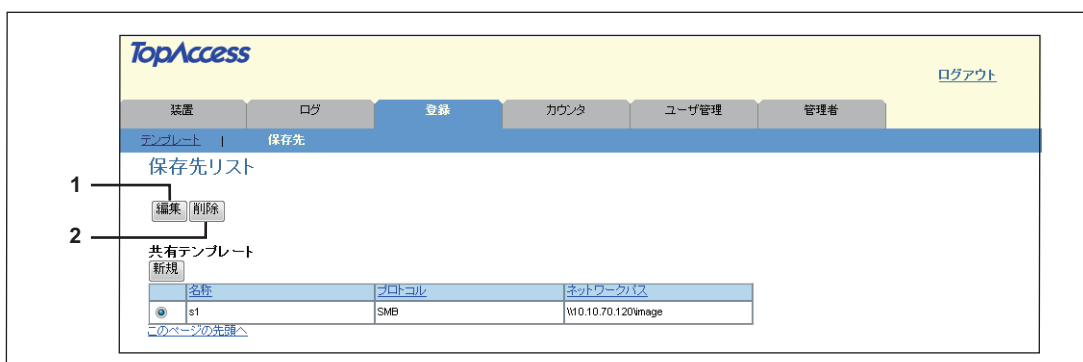 TopAccess
ログアウト
装置 ログ 登録 カウンタ ユーザ管理 管理者
テンプレート | 保存先
保存先リスト
1
編集 削除
2
共有テンプレート
新規
名称 プロトコル ネットワークパス
s1 SMB \\10.10.70.120\image
このページの先頭へ